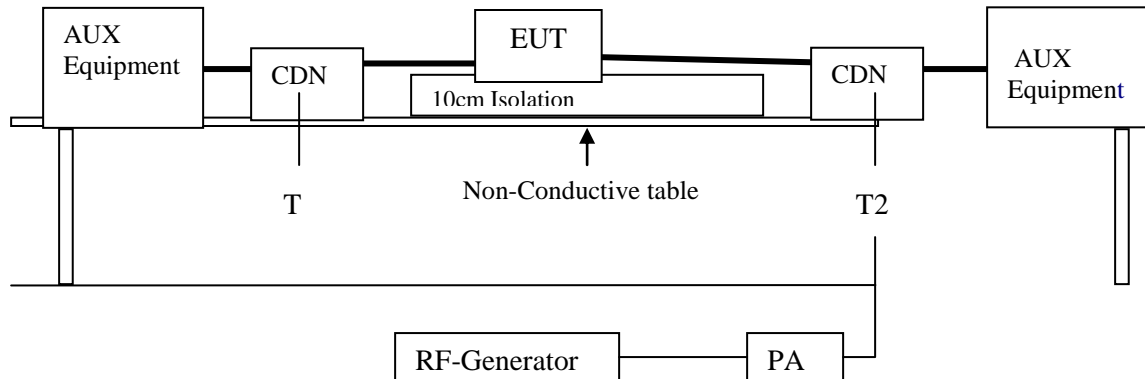 AUX
Equipment
CDN
EUT
10cm Isolation
CDN
AUX
Equipment
Non-Conductive table
T
T2
RF-Generator
PA